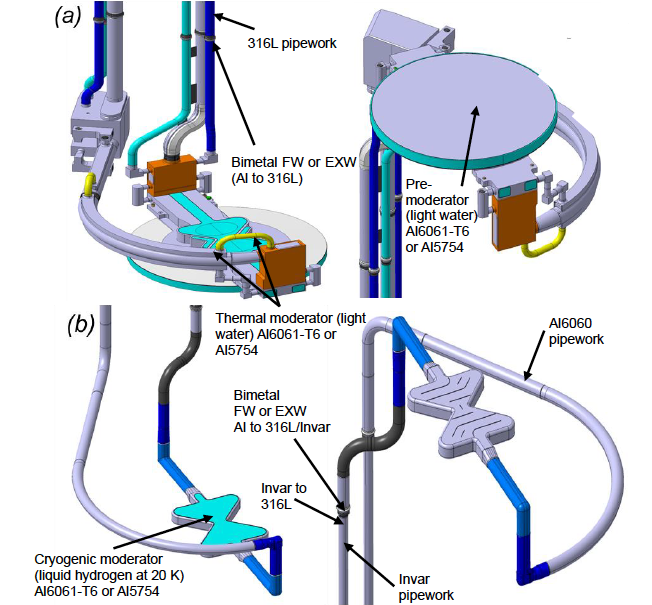 (a)
316L pipework
Bimetal FW or EXW
(Al to 316L)
Pre-
moderator
(light water)
Al6061-T6
or Al5754
Thermal moderator (light
water) Al6061-T6 or
Al5754
(b)
Al6060
pipework
Bimetal
FW or EXW
Al to 316L/Invar
Invar to
316L
Cryogenic moderator
(liquid hydrogen at 20 K)
Al6061-T6 or Al5754
Invar
pipework